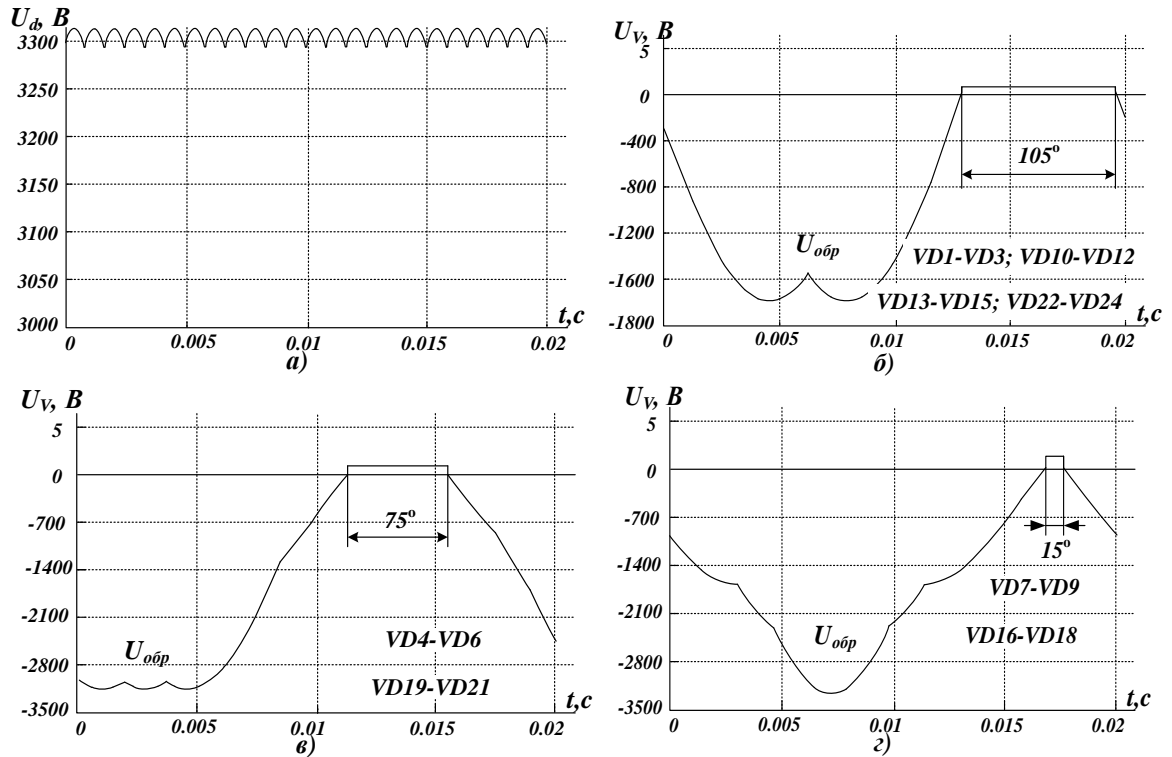 U_d, В
3300
3250
3200
3150
3100
3050
3000
0
0.005
0.01
0.015
0.02
t,c
а)
U_V, В
5
0
-400
-800
-1200
-1600
-1800
105°
U_обр
VD1-VD3; VD10-VD12
VD13-VD15; VD22-VD24
0
0.005
0.01
0.015
0.02
t,c
б)
U_V, В
5
0
-700
-1400
-2100
-2800
-3500
75°
U_обр
VD4-VD6
VD19-VD21
0
0.005
0.01
0.015
0.02
t,c
в)
U_V, В
5
0
-700
-1400
-2100
-2800
-3500
15°
VD7-VD9
VD16-VD18
U_обр
0
0.005
0.01
0.015
0.02
t,c
г)